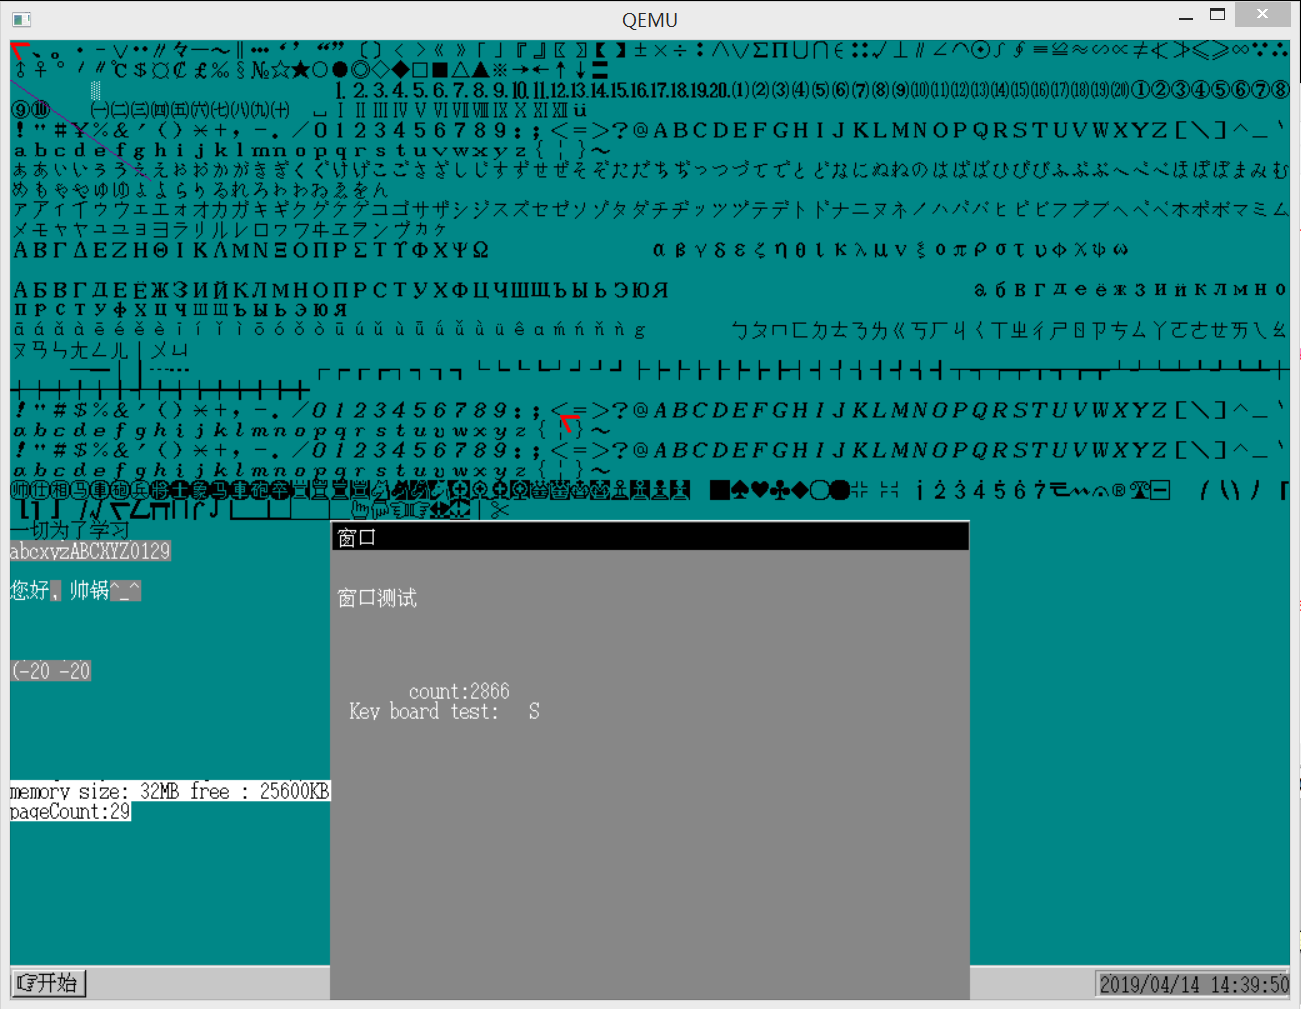 QEMU
⒈⒉⒊⒋⒌⒍⒎⒏⒐⒑⒒⒓⒔⒕⒖⒗⒘⒙⒚⒛⑴⑵⑶⑷⑸⑹⑺⑻⑼⑽⑾⑿⒀⒁⒂⒃⒄⒅⒆⒇①②③④⑤⑥⑦⑧
⑨⑩ ㈠㈡㈢㈣㈤㈥㈦㈧㈨㈩ ⅠⅡⅢⅣⅤⅥⅦⅧⅨⅩⅪⅫü
!"#¥%&'()*+,-./0123456789:;<=>?@ABCDEFGHIJKLMNOPQRSTUVWXYZ[\]^_`
abcdefghijklmnopqrstuvwxyz{¦}~
ぁあぃいぅうぇえぉおかがきぎくぐけげこごさざしじすずせぜそぞただちぢっつづてでとどなにぬねのはばぱひびぴふぶぷへべぺほぼぽまみむ
めもゃやゅゆょよらりるれろゎわゐゑをん
ァアィイゥウェエォオカガキギクグケゲコゴサザシジスズセゼソゾタダチヂッツヅテデトドナニヌネノハバパヒビピフブプヘベペホボポマミム
メモャヤュユョヨラリルレロヮワヰヱヲンヴヵヶ
ΑΒΓΔΕΖΗΘΙΚΛΜΝΞΟΠΡΣΤΥΦΧΨΩ αβγδεζηθικλμνξοπρστυφχψω
АБВГДЕЁЖЗИЙКЛМНОПРСТУХФЦЧШЩЪЫЬЭЮЯ абвгдеёжзийклмно
прстуфхцчшщъыьэюя
āáǎàēéěèīíǐìōóǒòūúǔùǖǘǚǜüêɑḿńňǹɡ ㄅㄆㄇㄈㄉㄊㄋㄌㄍㄎㄏㄐㄑㄒㄓㄔㄕㄖㄗㄘㄙㄚㄛㄜㄝㄞㄟㄠ
ㄡㄢㄣㄤㄥㄦㄧㄨㄩ
!"#$%&'()*+,-./0123456789:;<=>?@ABCDEFGHIJKLMNOPQRSTUVWXYZ[\]^_`
abcdefghijklmnopqrstuvwxyz{¦}~
!"#$%&'()*+,-./0123456789:;<=>?@ABCDEFGHIJKLMNOPQRSTUVWXYZ[\]^_`
abcdefghijklmnopqrstuvwxyz{¦}~
一切为了学习
abcxyzABCXYZ0129
您好, 帅锅^_^
(-20 -20
窗口
窗口测试
count:2866
Key board test: S
memory size: 32MB free : 25600KB
pageCount:29
开始
2019/04/14 14:39:50